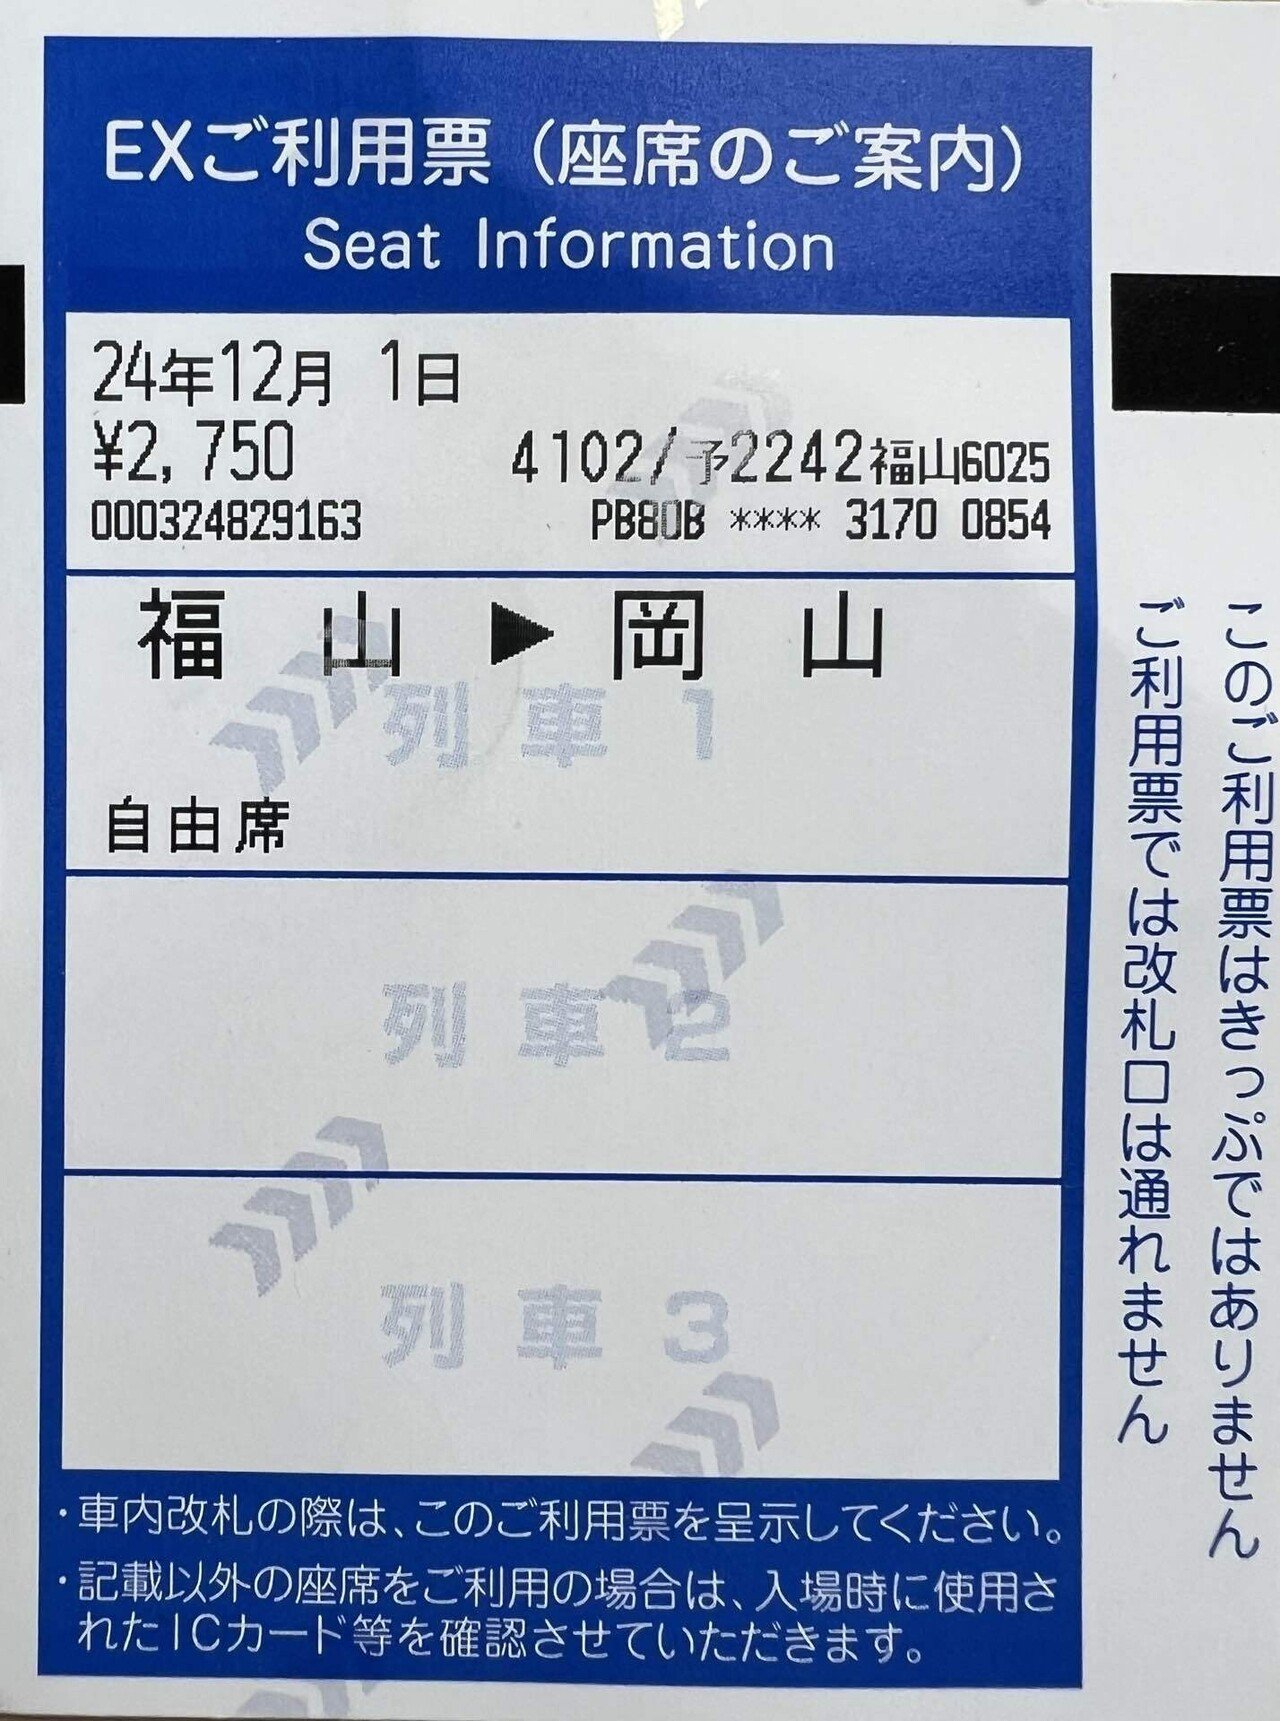 EXご利用票（座席のご案内）
Seat Information
24年12月 1日
¥2,750
4102/予2242福山6025
000324829163
PB80B **** 3170 0854
福山▶岡山
列車1
自由席
列車2
列車3
・車内改札の際は、このご利用票を呈示してください。
・記載以外の座席をご利用の場合は、入場時に使用さ
れたICカード等を確認させていただきます。
このご利用票はきっぷではありません
ご利用票では改札口は通れません